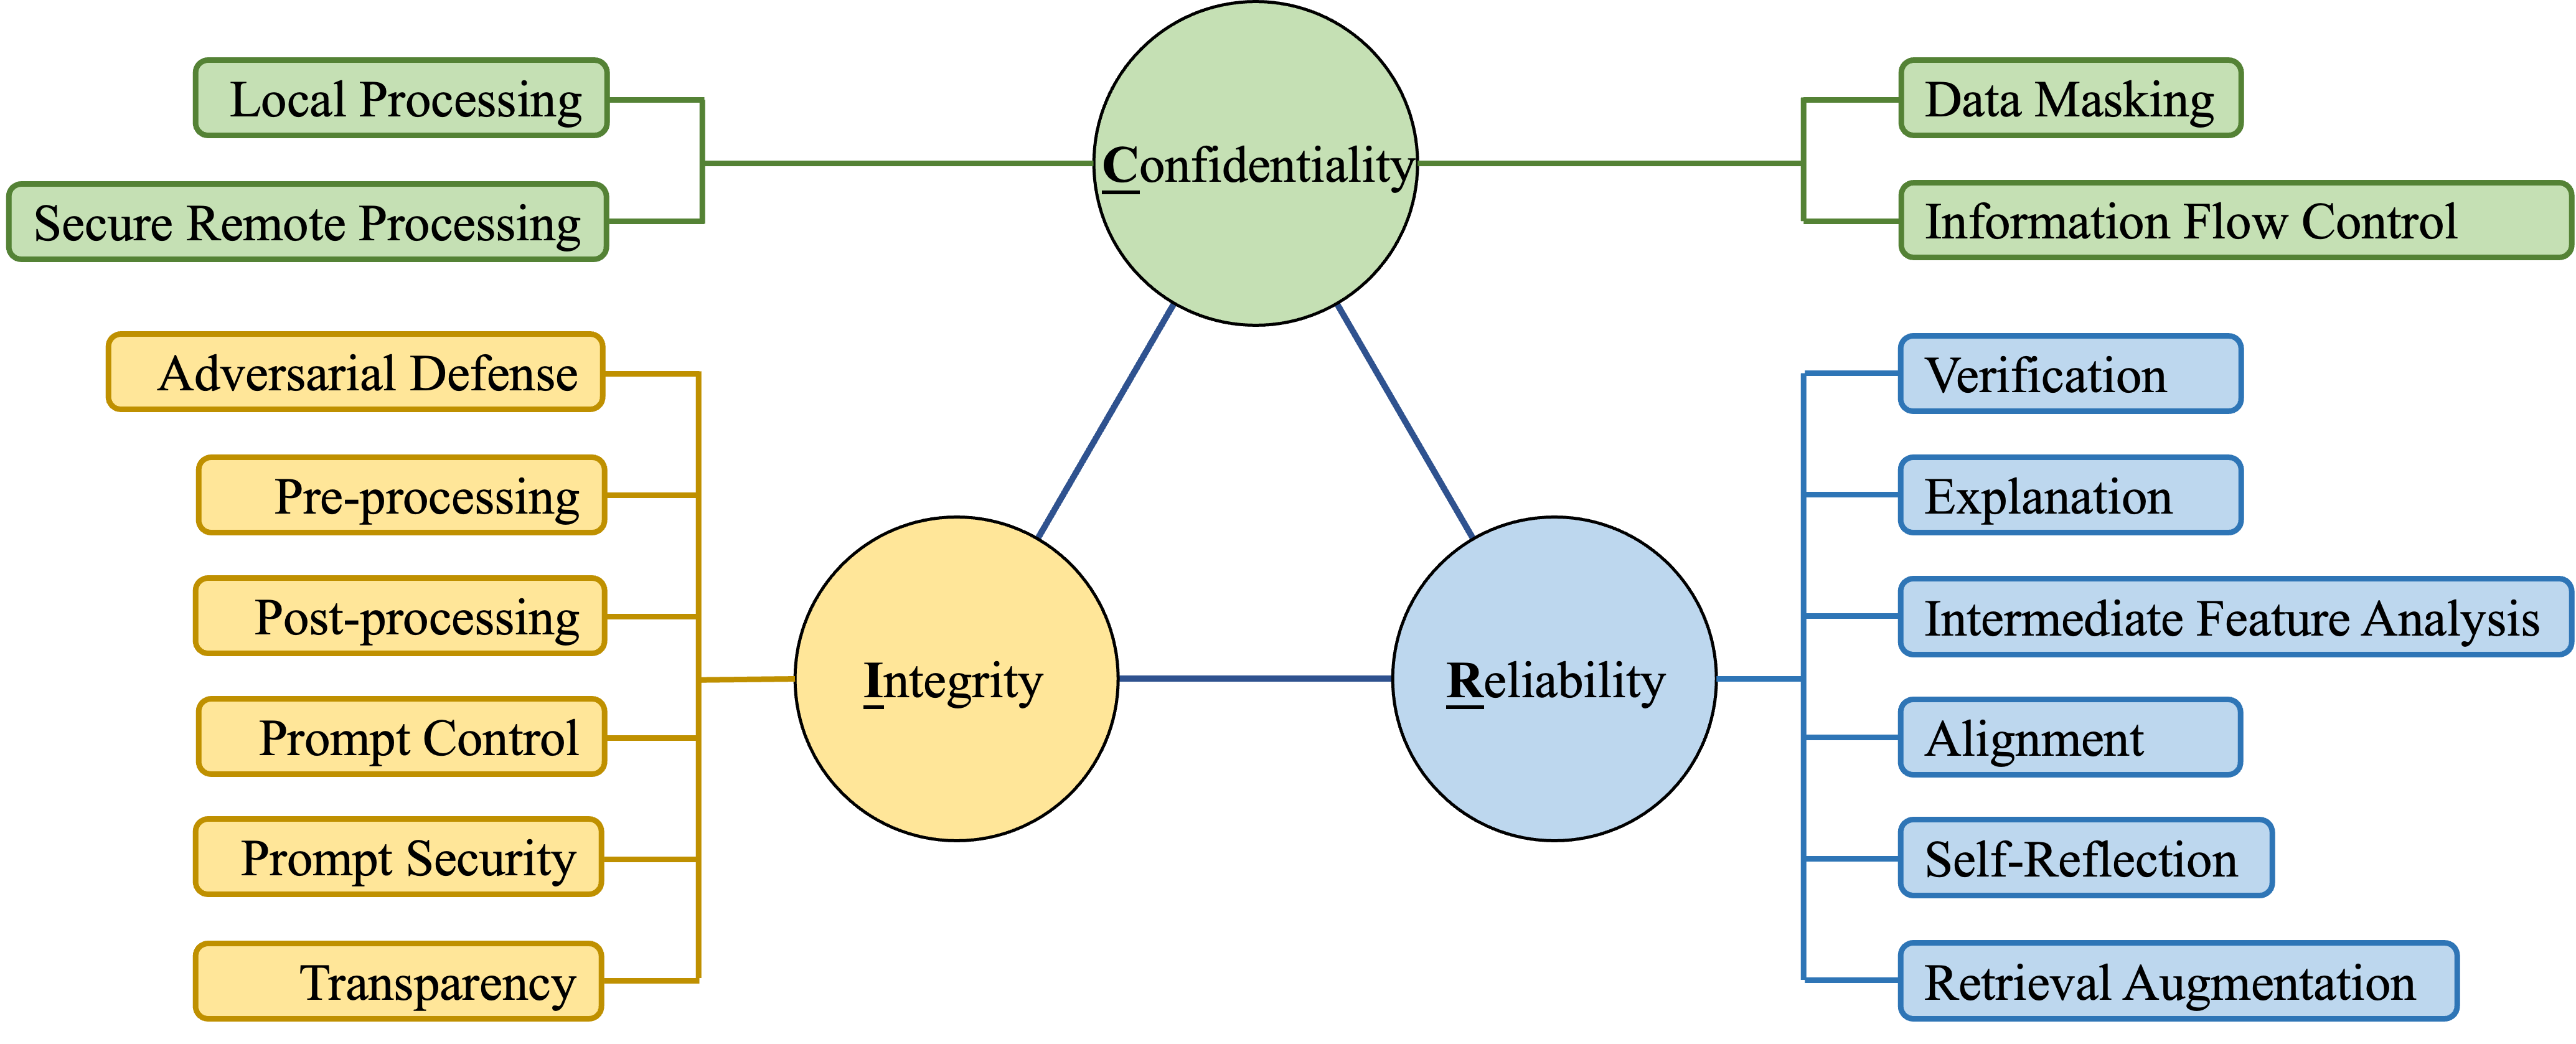 Local Processing
Secure Remote Processing
Confidentiality
Data Masking
Information Flow Control
Adversarial Defense
Pre-processing
Post-processing
Prompt Control
Prompt Security
Transparency
Integrity
Reliability
Verification
Explanation
Intermediate Feature Analysis
Alignment
Self-Reflection
Retrieval Augmentation